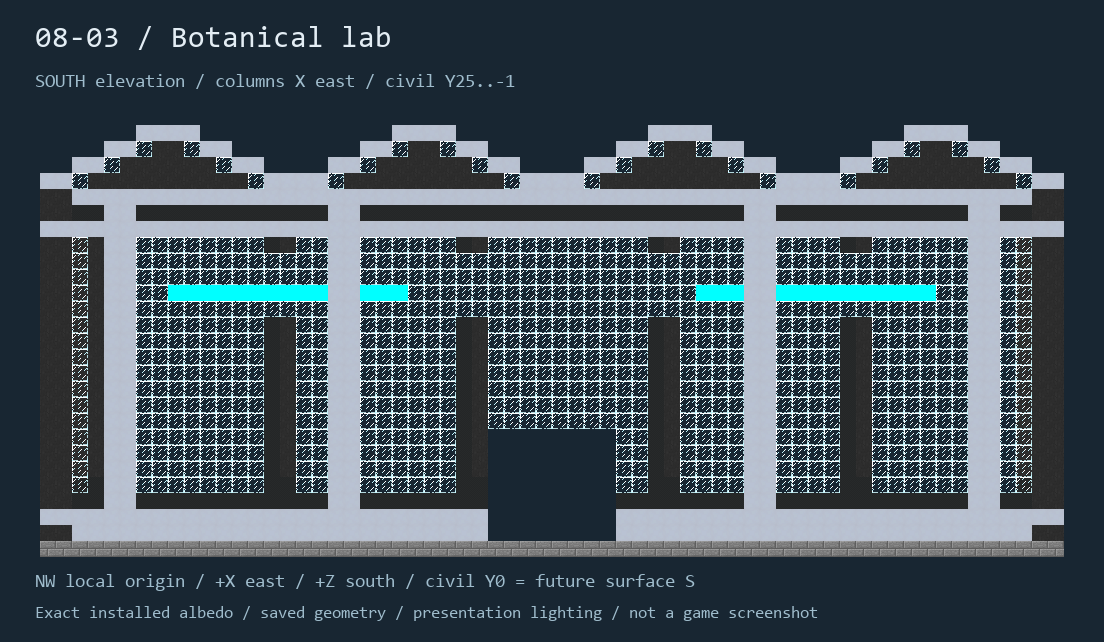 08-03 / Botanical lab
SOUTH elevation / columns X east / civil Y25..-1
NW local origin / +X east / +Z south / civil Y0 = future surface S
Exact installed albedo / saved geometry / presentation lighting / not a game screenshot